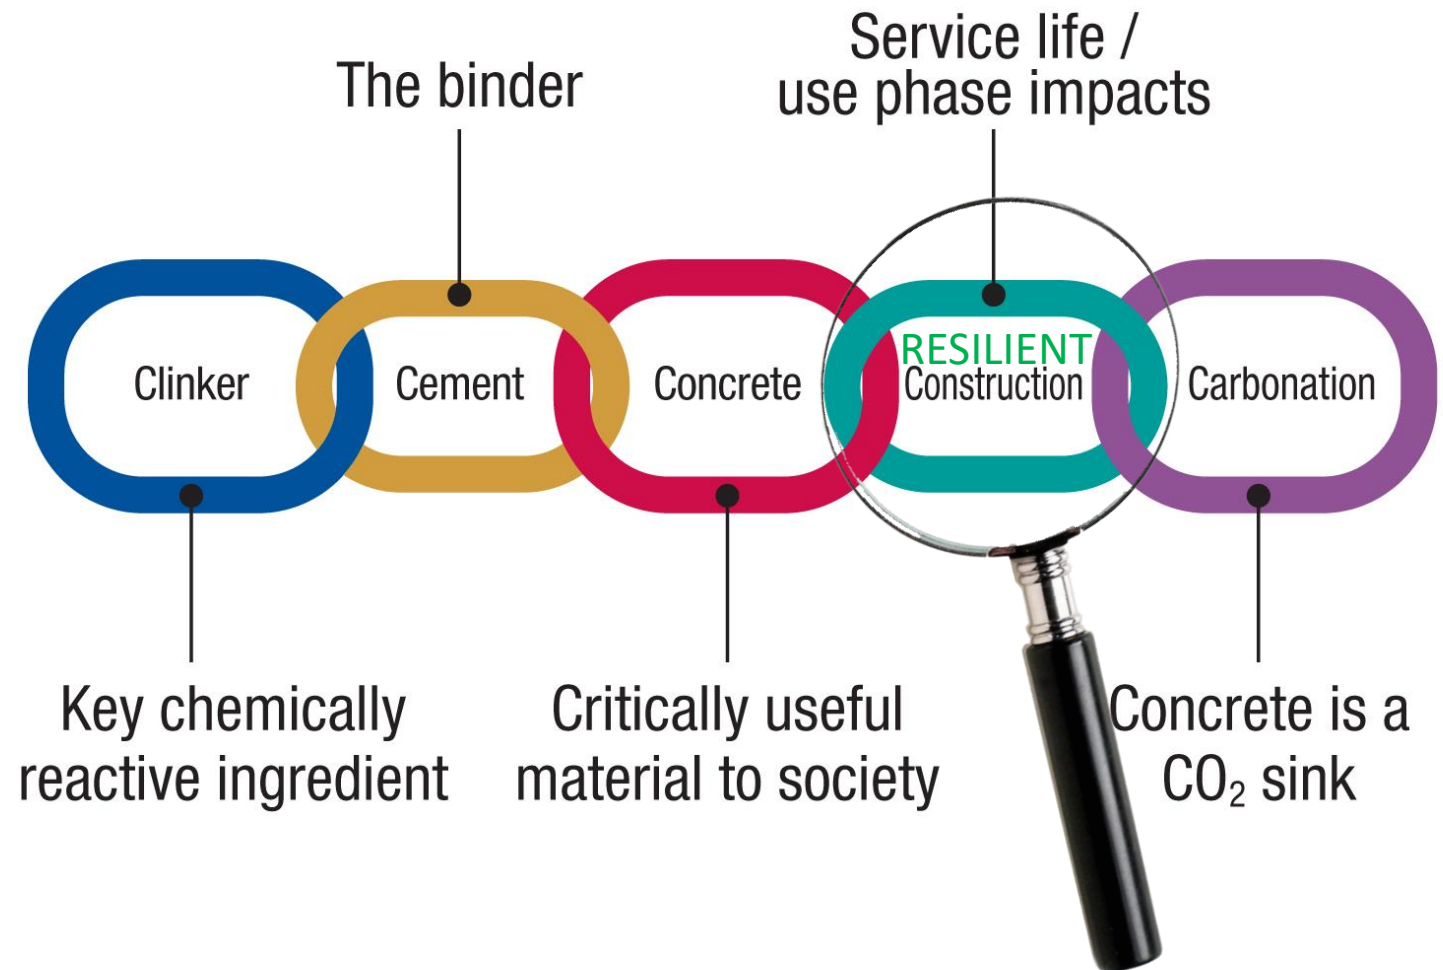 Service life /
use phase impacts
The binder
Clinker
Cement
Concrete
RESILIENT
Construction
Carbonation
Key chemically
reactive ingredient
Critically useful
material to society
Concrete is a
CO₂ sink